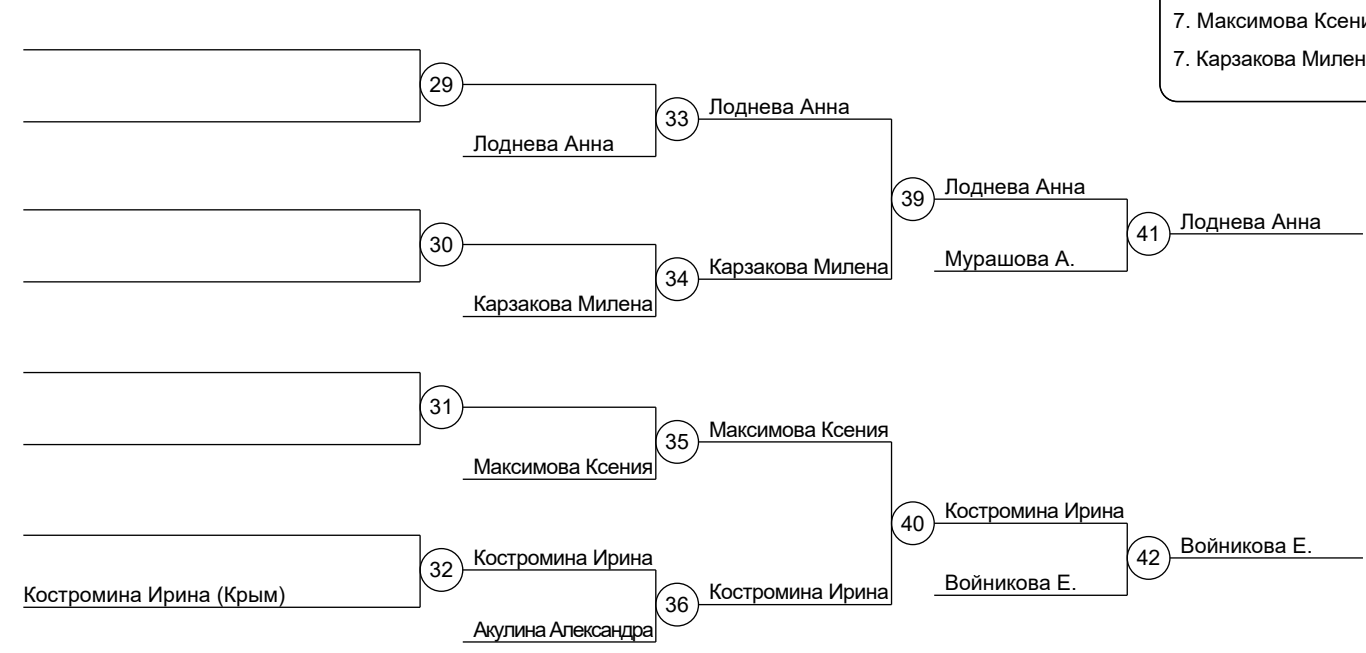 7. Максимова Ксени
7. Карзакова Милен
29
33
Лоднева Анна
Лоднева Анна
39
Лоднева Анна
41
Лоднева Анна
30
34
Карзакова Милена
Мурашова А.
Карзакова Милена
31
35
Максимова Ксения
Максимова Ксения
40
Костромина Ирина
42
Войникова Е.
32
Костромина Ирина
Войникова Е.
Костромина Ирина (Крым)
36
Костромина Ирина
Акулина Александра